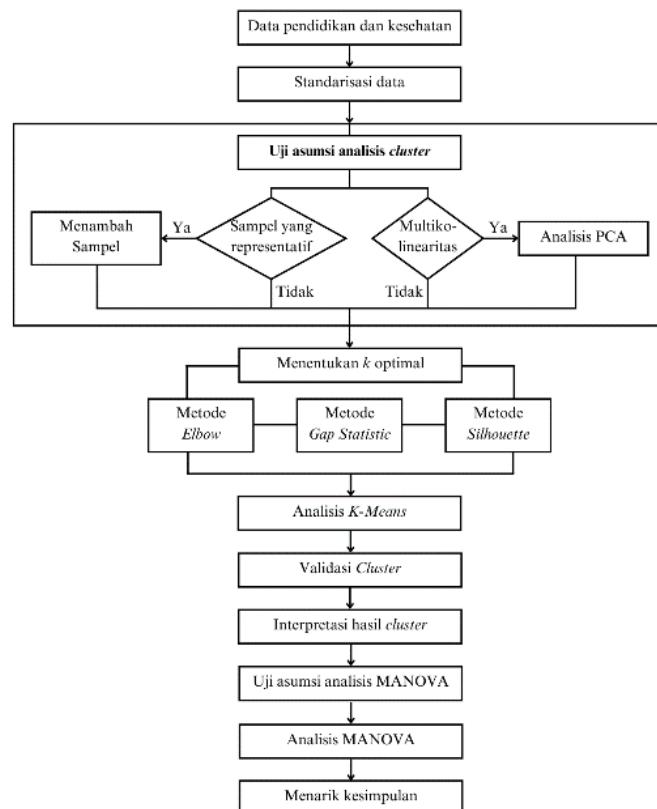 Data pendidikan dan kesehatan
Standarisasi data
Uji asumsi analisis cluster
Menambah
Sampel
Ya
Sampel yang
representatif
Multiko-
linearitas
Ya
Analisis PCA
Tidak
Tidak
Menentukan k optimal
Metode
Elbow
Metode
Gap Statistic
Metode
Silhouette
Analisis K-Means
Validasi Cluster
Interpretasi hasil cluster
Uji asumsi analisis MANOVA
Analisis MANOVA
Menarik kesimpulan